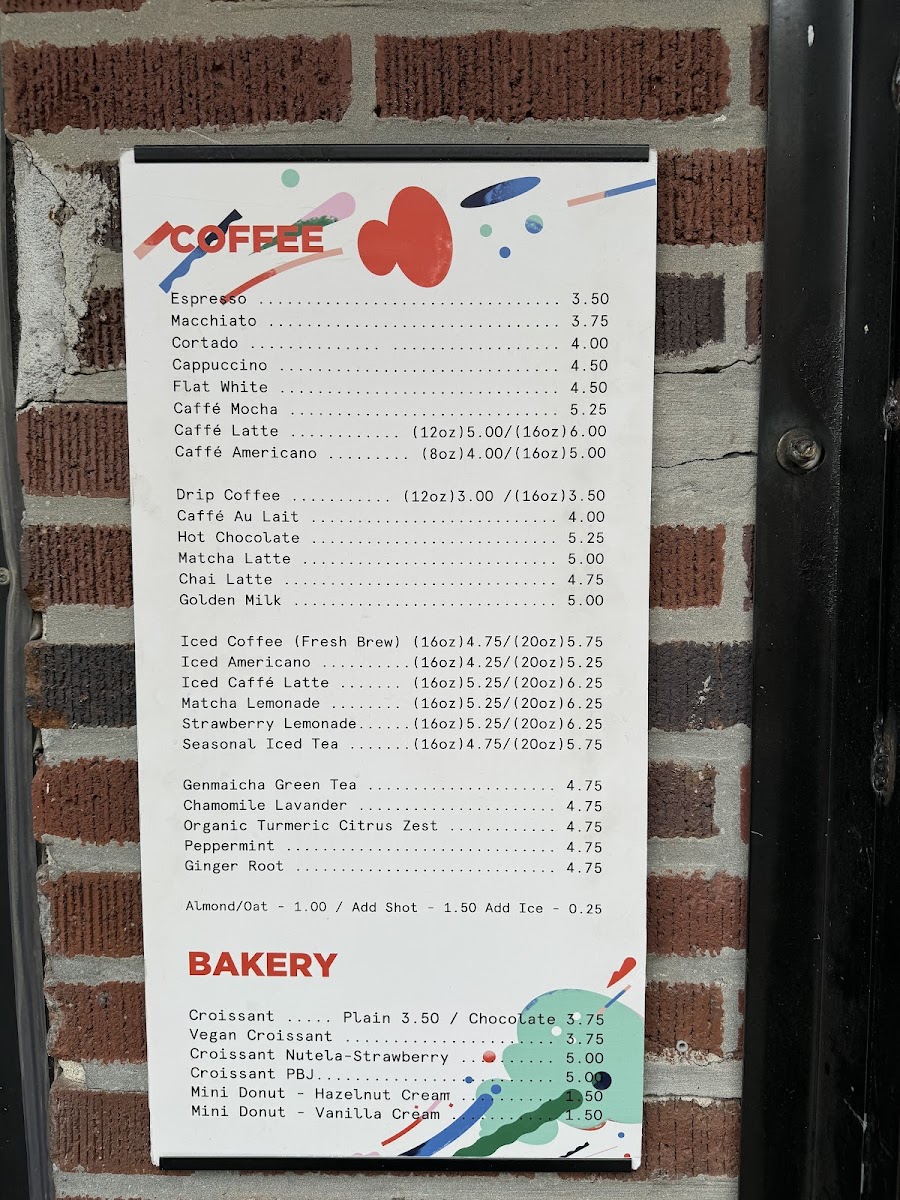 COFFEE
Espresso .................................. 3.50
Macchiato ................................. 3.75
Cortado ................................... 4.00
Cappuccino ................................ 4.50
Flat White ................................ 4.50
Caffé Mocha ............................... 5.25
Caffé Latte ............ (12oz)5.00/(16oz)6.00
Caffé Americano ......... (8oz)4.00/(16oz)5.00
Drip Coffee ........... (12oz)3.00 /(16oz)3.50
Caffé Au Lait ............................ 4.00
Hot Chocolate ............................ 5.25
Matcha Latte ............................. 5.00
Chai Latte ............................... 4.75
Golden Milk .............................. 5.00
Iced Coffee (Fresh Brew) (16oz)4.75/(20oz)5.75
Iced Americano ..........(16oz)4.25/(20oz)5.25
Iced Caffé Latte ....... (16oz)5.25/(20oz)6.25
Matcha Lemonade ........ (16oz)5.25/(20oz)6.25
Strawberry Lemonade......(16oz)5.25/(20oz)6.25
Seasonal Iced Tea .......(16oz)4.75/(20oz)5.75
Genmaicha Green Tea ....................... 4.75
Chamomile Lavander ........................ 4.75
Organic Turmeric Citrus Zest ............ 4.75
Peppermint ............................... 4.75
Ginger Root .............................. 4.75
Almond/Oat - 1.00 / Add Shot - 1.50 Add Ice - 0.25
BAKERY
Croissant ..... Plain 3.50 / Chocolate 3.75
Vegan Croissant ...................... 3.75
Croissant Nutela-Strawberry .......... 5.00
Croissant PBJ......................... 5.00
Mini Donut - Hazelnut Cream .......... 1.50
Mini Donut - Vanilla Cream ........... 1.50